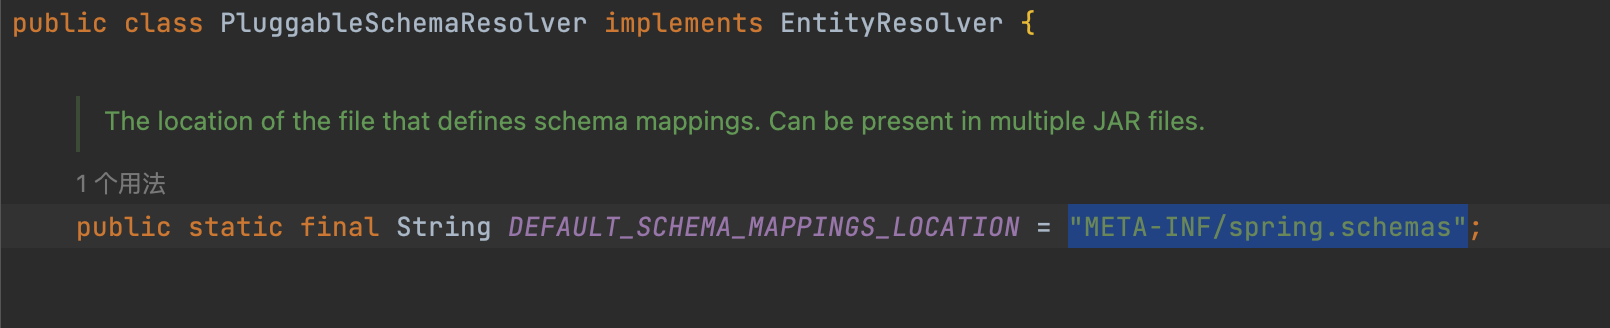 public class PluggableSchemaResolver implements EntityResolver {
The location of the file that defines schema mappings. Can be present in multiple JAR files.
1 个用法
public static final String DEFAULT_SCHEMA_MAPPINGS_LOCATION = "META-INF/spring.schemas";